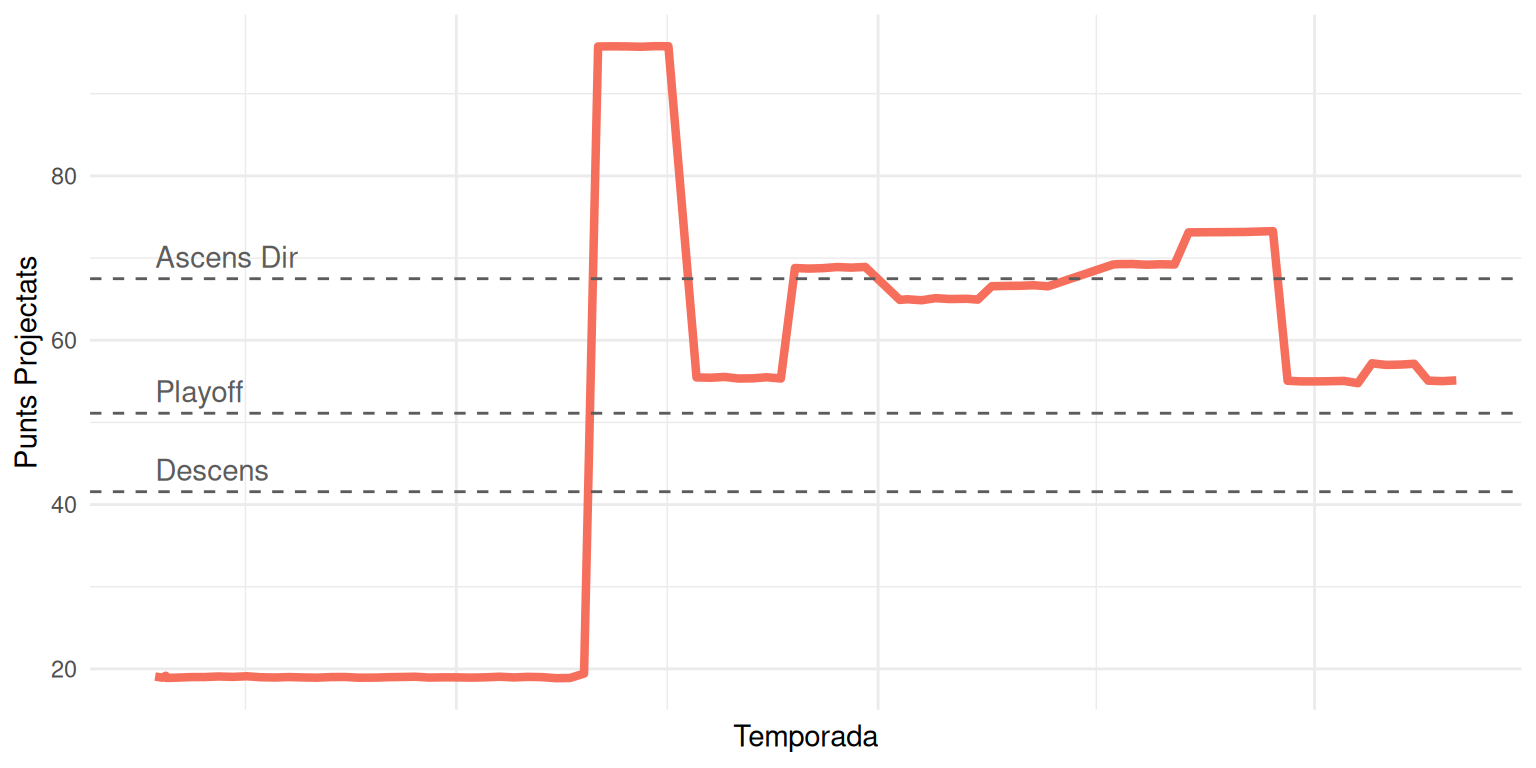 80
60
40
20
Punts Projectats
Ascens Dir
Playoff
Descens
Temporada